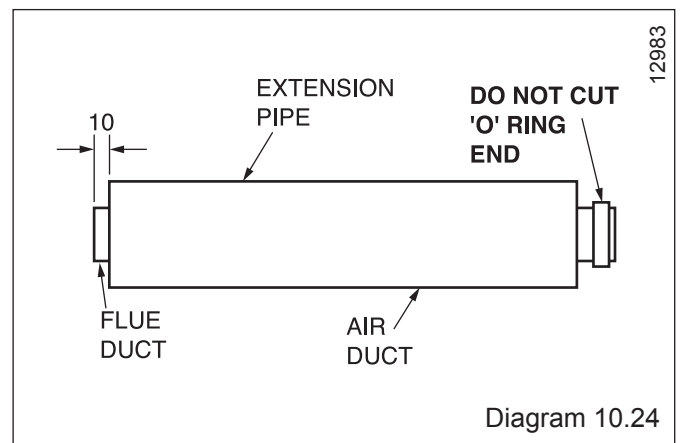 12983
EXTENSION
PIPE
DO NOT CUT
'O' RING
END
10
FLUE
DUCT
AIR
DUCT
Diagram 10.24